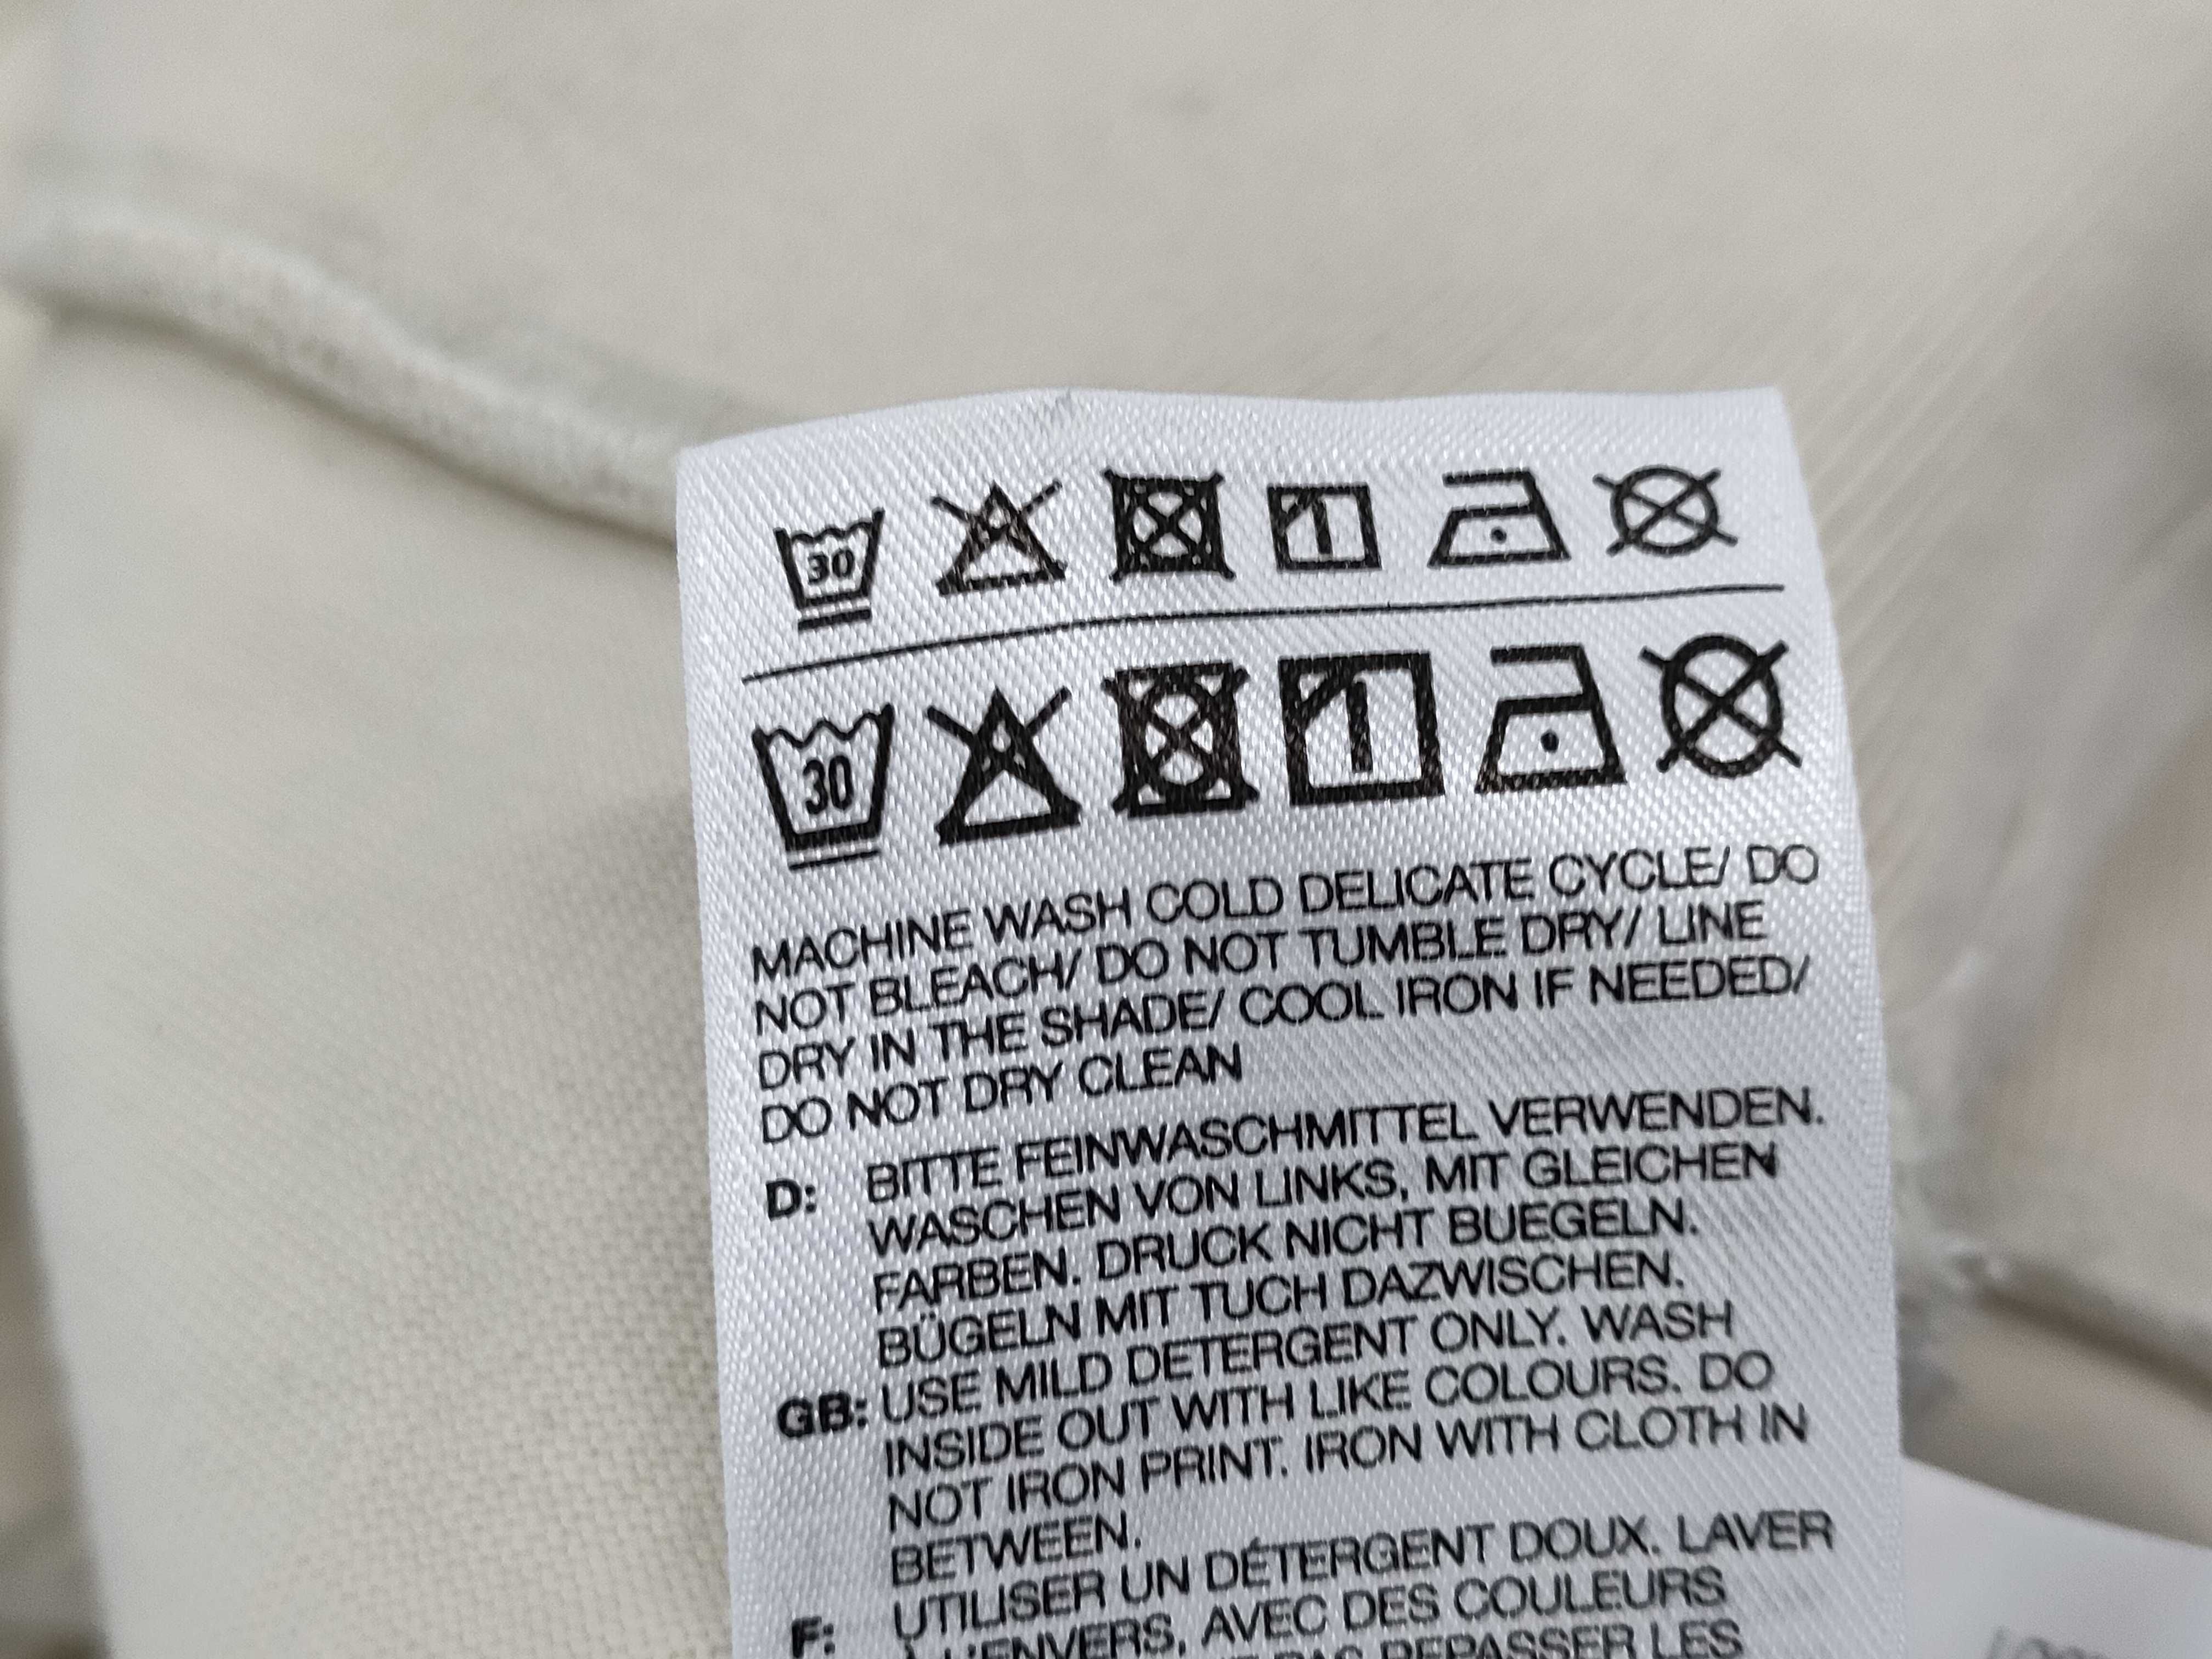 30
30
MACHINE WASH COLD DELICATE CYCLE/ DO
NOT BLEACH/ DO NOT TUMBLE DRY/ LINE
DRY IN THE SHADE/ COOL IRON IF NEEDED/
DO NOT DRY CLEAN
D: BITTE FEINWASCHMITTEL VERWENDEN.
WASCHEN VON LINKS, MIT GLEICHEN
FARBEN. DRUCK NICHT BUEGELN.
BÜGELN MIT TUCH DAZWISCHEN.
GB: USE MILD DETERGENT ONLY. WASH
INSIDE OUT WITH LIKE COLOURS. DO
NOT IRON PRINT. IRON WITH CLOTH IN
BETWEEN.
F: UTILISER UN DÉTERGENT DOUX. LAVER
À L'ENVERS, AVEC DES COULEURS
PAS REPASSER LES